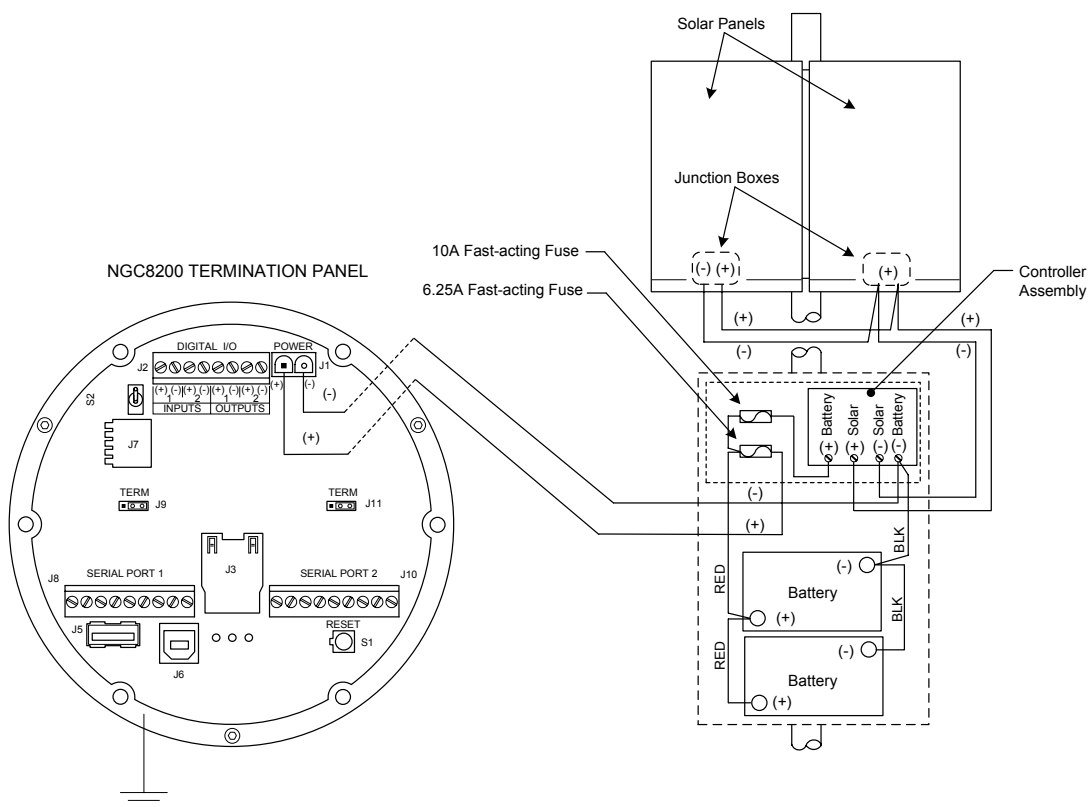 Solar Panels
Junction Boxes
10A Fast-acting Fuse
6.25A Fast-acting Fuse
Controller
Assembly
(-) (+)
(+)
(+)
(-)
(+)
(-)
NGC8200 TERMINATION PANEL
DIGITAL I/O
POWER
J2
J1
(+) (-) (+) (-) (+) (-) (+) (-)
1 2 1 2
INPUTS OUTPUTS
(+)
(-)
(-)
(+)
S2
J7
Battery
(+)
Solar
(+)
Solar
(-)
Battery
(-)
(-)
(+)
TERM
J9
TERM
J11
J3
J8
SERIAL PORT 1
SERIAL PORT 2
J10
J5
J6
RESET
S1
RED
BLK
(-)
Battery
(+)
BLK
RED
(-)
Battery
(+)